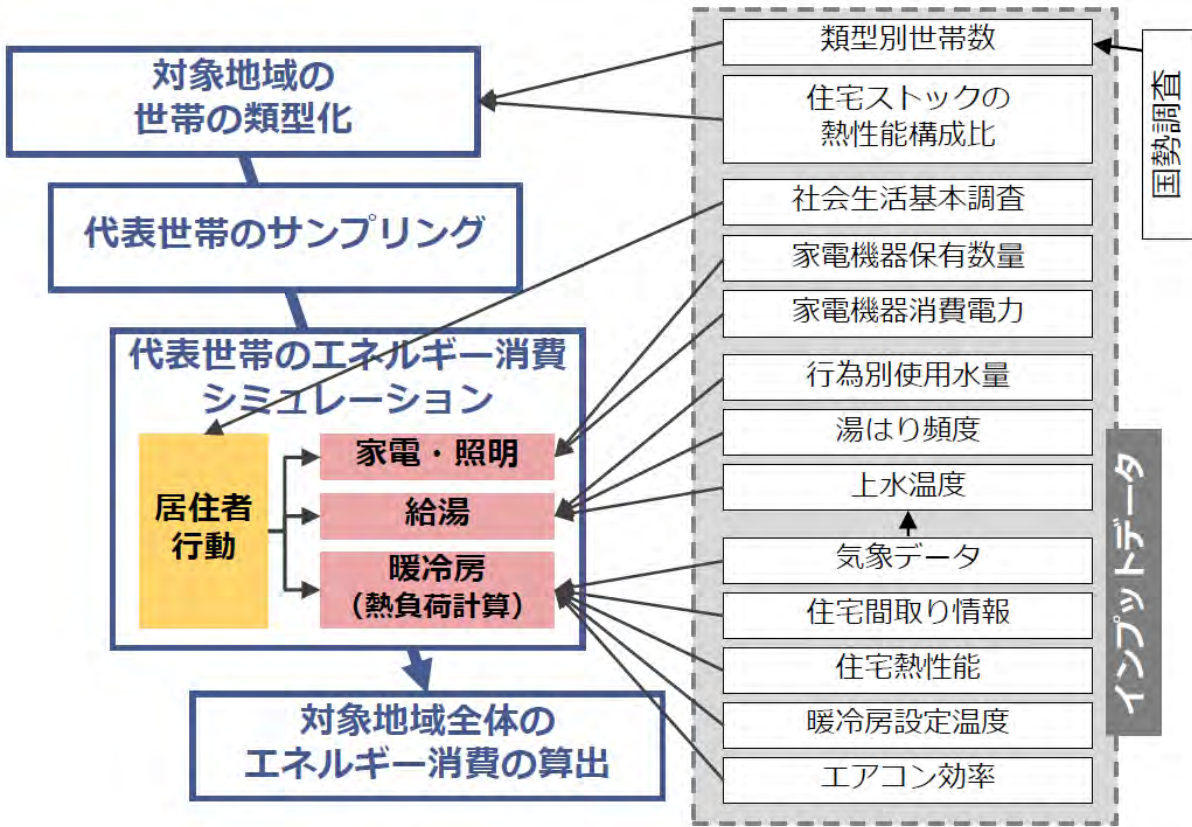 対象地域の
世帯の類型化
代表世帯のサンプリング
代表世帯のエネルギー消費
シミュレーション
居住者
行動
家電・照明
給湯
暖冷房
（熱負荷計算）
対象地域全体の
エネルギー消費の算出
類型別世帯数
住宅ストックの
熱性能構成比
社会生活基本調査
家電機器保有数量
家電機器消費電力
行為別使用水量
湯はり頻度
上水温度
気象データ
住宅間取り情報
住宅熱性能
暖冷房設定温度
エアコン効率
国勢調査
インプットデータ